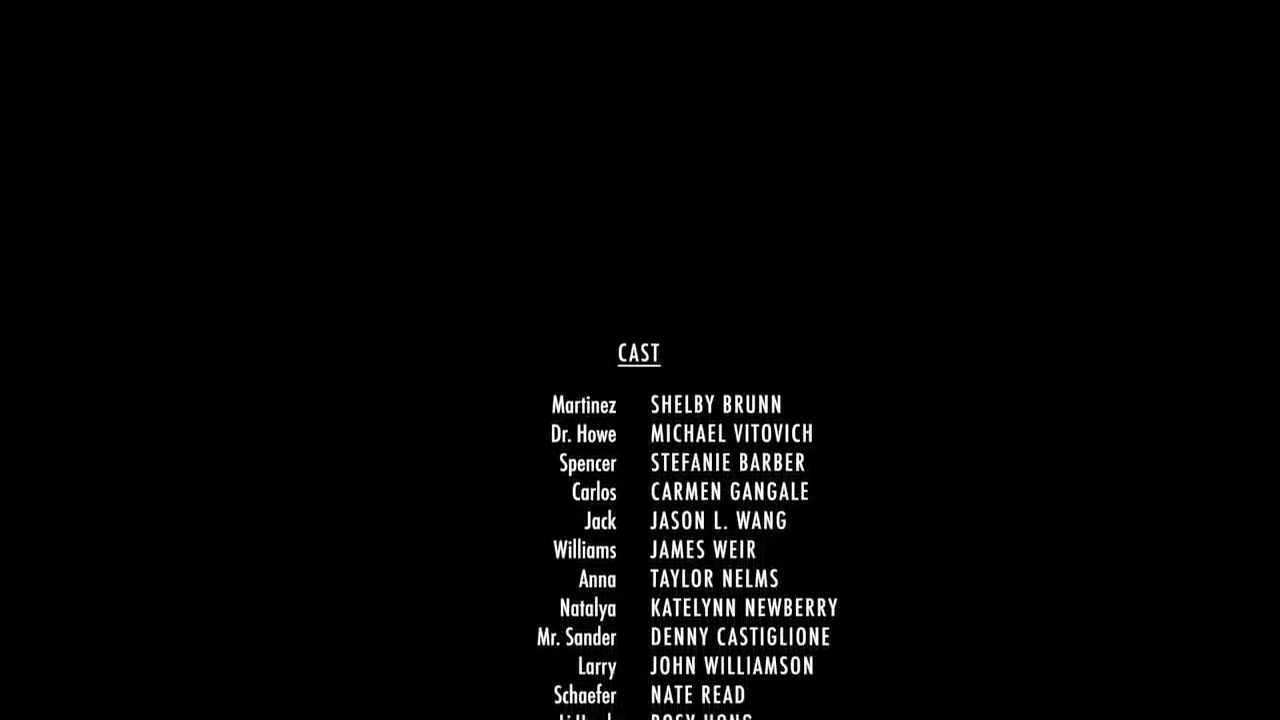 CAST
Martinez SHELBY BRUNN
Dr. Howe MICHAEL VITOVICH
Spencer STEFANIE BARBER
Carlos CARMEN GANGALE
Jack JASON L. WANG
Williams JAMES WEIR
Anna TAYLOR NELMS
Natalya KATELYNN NEWBERRY
Mr. Sander DENNY CASTIGLIONE
Larry JOHN WILLIAMSON
Schaefer NATE READ